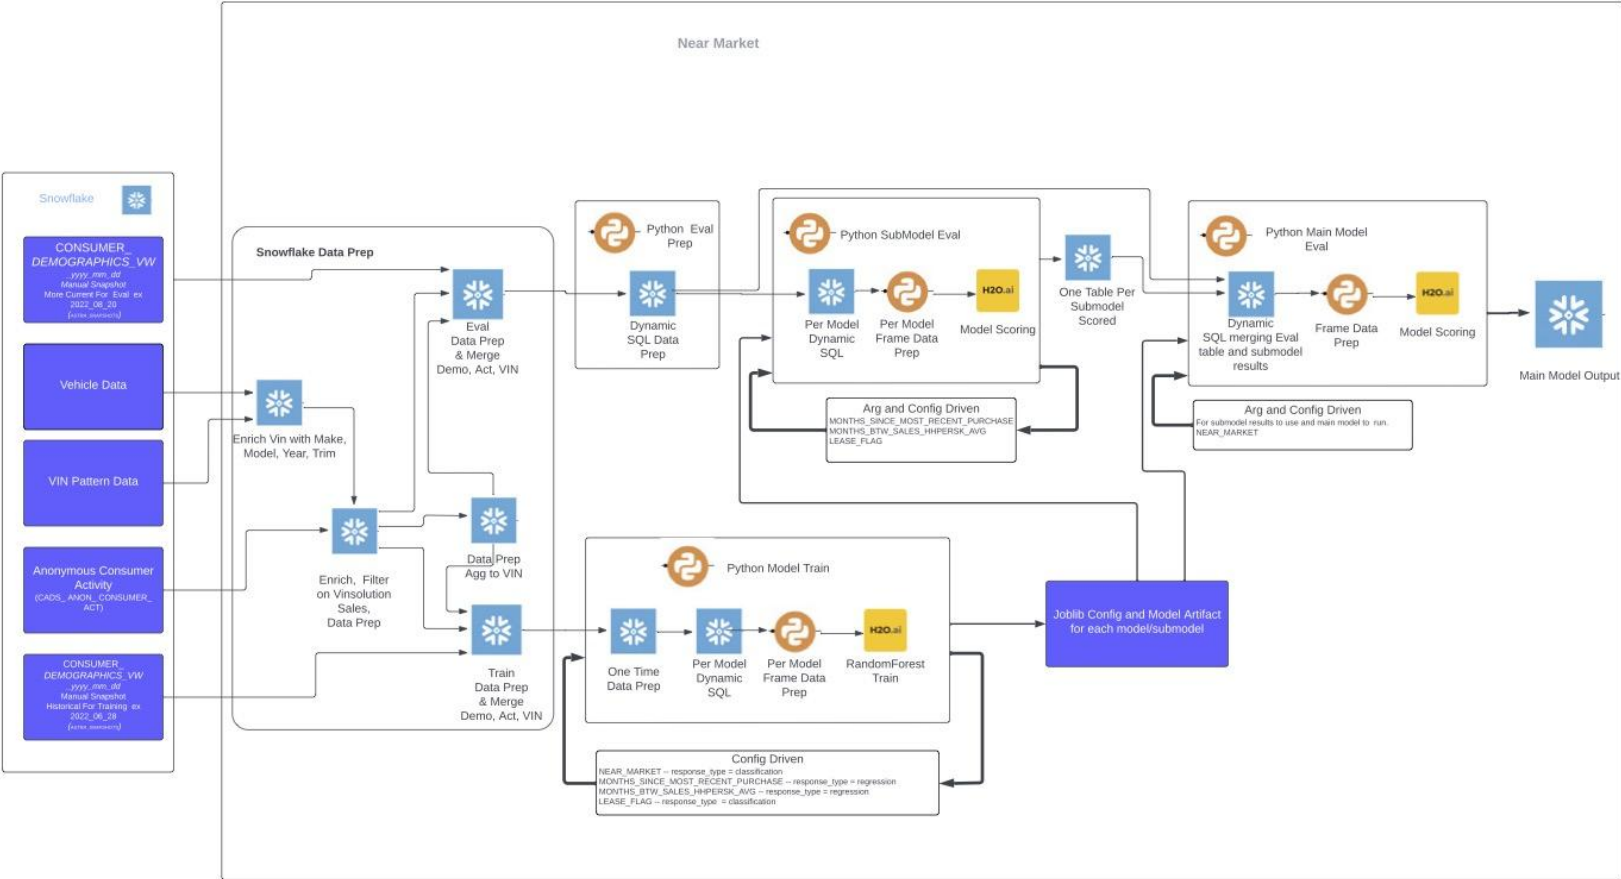 Near Market
Snowflake
CONSUMER_
DEMOGRAPHICS_VW
_yyyy_mm_dd
Manual Snapshot
More Current For Eval ex
2022_08_20
Vehicle Data
VIN Pattern Data
Anonymous Consumer
Activity
(CADS_ ANON_ CONSUMER_
ACT)
CONSUMER_
DEMOGRAPHICS_VW
_yyyy_mm_dd
Manual Snapshot
Historical For Training ex
2022_06_28
Snowflake Data Prep
Eval
Data Prep
& Merge
Demo, Act, VIN
Enrich Vin with Make,
Model, Year, Trim
Enrich, Filter
on Vinsolution
Sales,
Data Prep
Data Prep
Agg to VIN
Train
Data Prep
& Merge
Demo, Act, VIN
Python Eval
Prep
Dynamic
SQL Data
Prep
Python SubModel Eval
Per Model
Dynamic
SQL
Per Model
Frame Data
Prep
H2O.ai
Model Scoring
Arg and Config Driven
MONTHS_SINCE_MOST_RECENT_PURCHASE
MONTHS_BTW_SALES_HHPERSK_AVG
LEASE_FLAG
One Table Per
Submodel
Scored
Python Main Model
Eval
Dynamic
SQL merging Eval
table and submodel
results
Frame Data
Prep
H2O.ai
Model Scoring
Arg and Config Driven
For submodel results to use and main model to run.
NEAR_MARKET
Main Model Output
Python Model Train
One Time
Data Prep
Per Model
Dynamic
SQL
Per Model
Frame Data
Prep
H2O.ai
RandomForest
Train
Config Driven
NEAR_MARKET -- response_type = classification
MONTHS_SINCE_MOST_RECENT_PURCHASE -- response_type = regression
MONTHS_BTW_SALES_HHPERSK_AVG -- response_type = regression
LEASE_FLAG -- response_type = classification
Joblib Config and Model Artifact
for each model/submodel